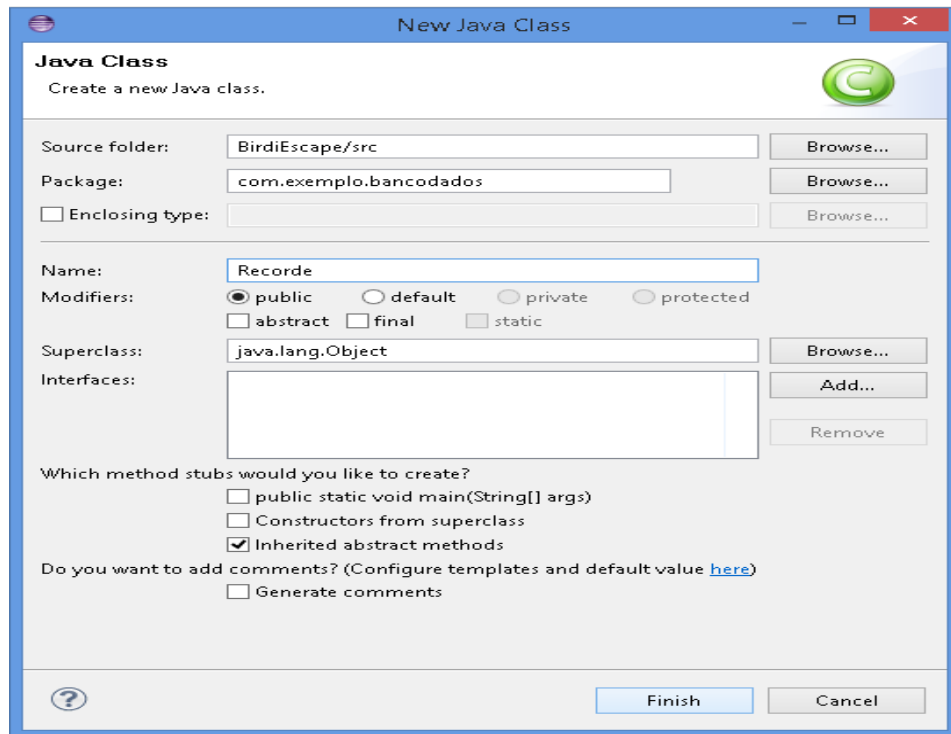 New Java Class
Java Class
Create a new Java class.
Source folder: BirdiEscape/src Browse...
Package: com.exemplo.bancodados Browse...
Enclosing type: Browse...
Name: Recorde
Modifiers: public default private protected
abstract final static
Superclass: java.lang.Object Browse...
Interfaces: Add...
Remove
Which method stubs would you like to create?
public static void main(String[] args)
Constructors from superclass
Inherited abstract methods
Do you want to add comments? (Configure templates and default value here)
Generate comments
? Finish Cancel